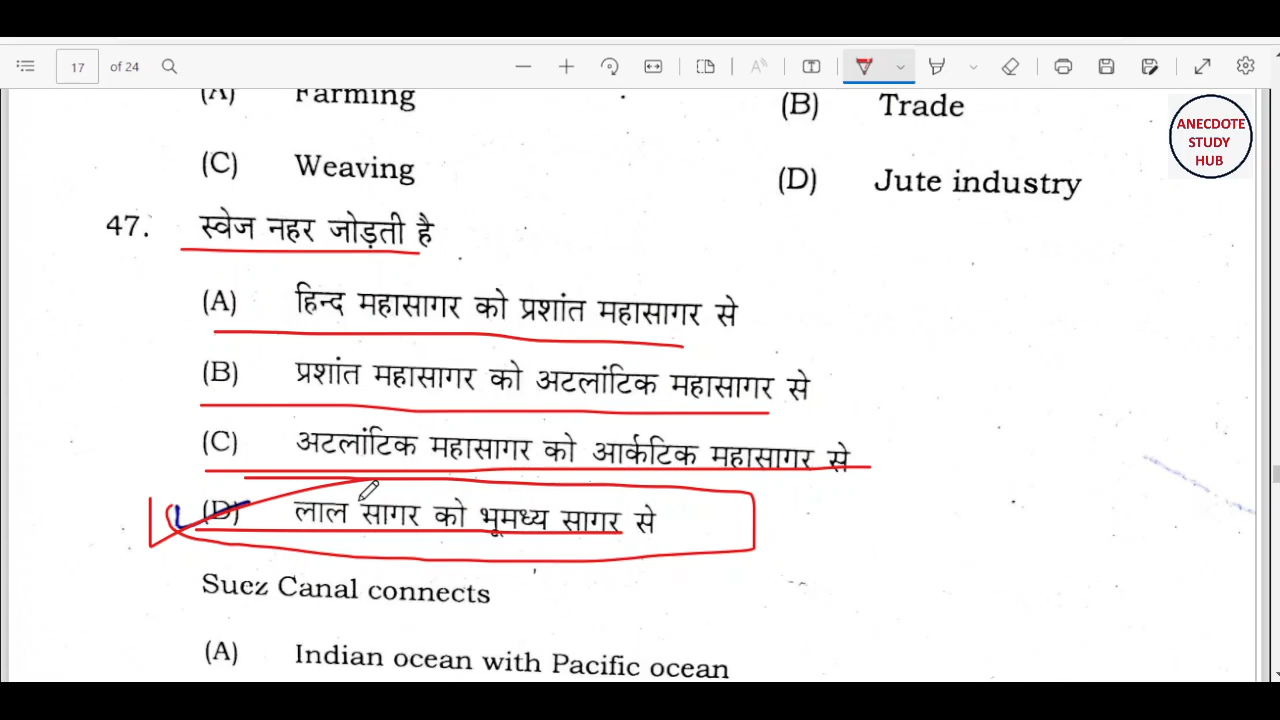 17 of 24
(A) Farming (B) Trade
ANECDOTE
STUDY
HUB
(C) Weaving (D) Jute industry
47. स्वेज नहर जोड़ती है
(A) हिन्द महासागर को प्रशांत महासागर से
(B) प्रशांत महासागर को अटलांटिक महासागर से
(C) अटलांटिक महासागर को आर्कटिक महासागर से
(D) लाल सागर को भूमध्य सागर से
Suez Canal connects
(A) Indian ocean with Pacific ocean